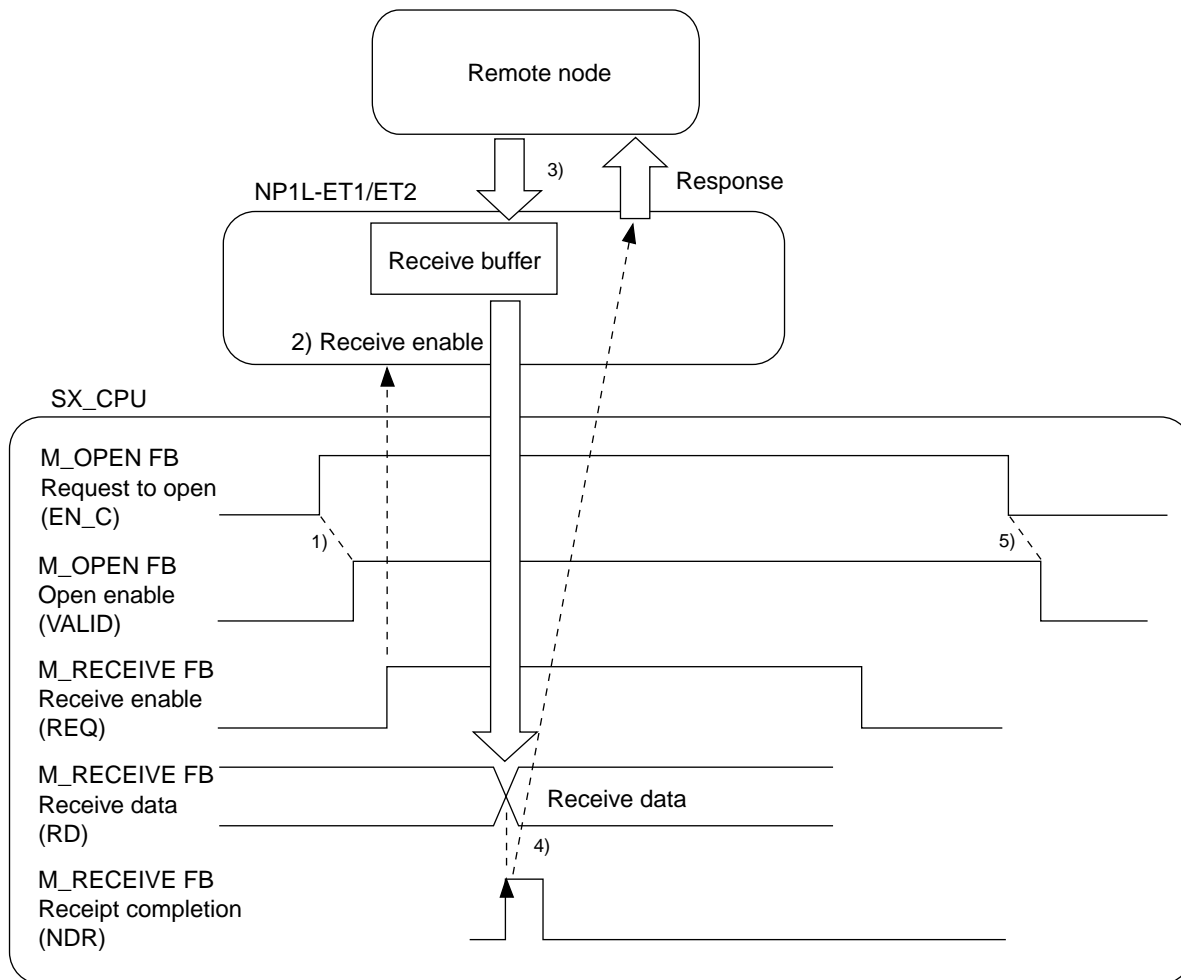 Remote node
3)
Response
NP1L-ET1/ET2
Receive buffer
2) Receive enable
SX_CPU
M_OPEN FB
Request to open
(EN_C)
1)
5)
M_OPEN FB
Open enable
(VALID)
M_RECEIVE FB
Receive enable
(REQ)
M_RECEIVE FB
Receive data
(RD)
Receive data
4)
M_RECEIVE FB
Receipt completion
(NDR)